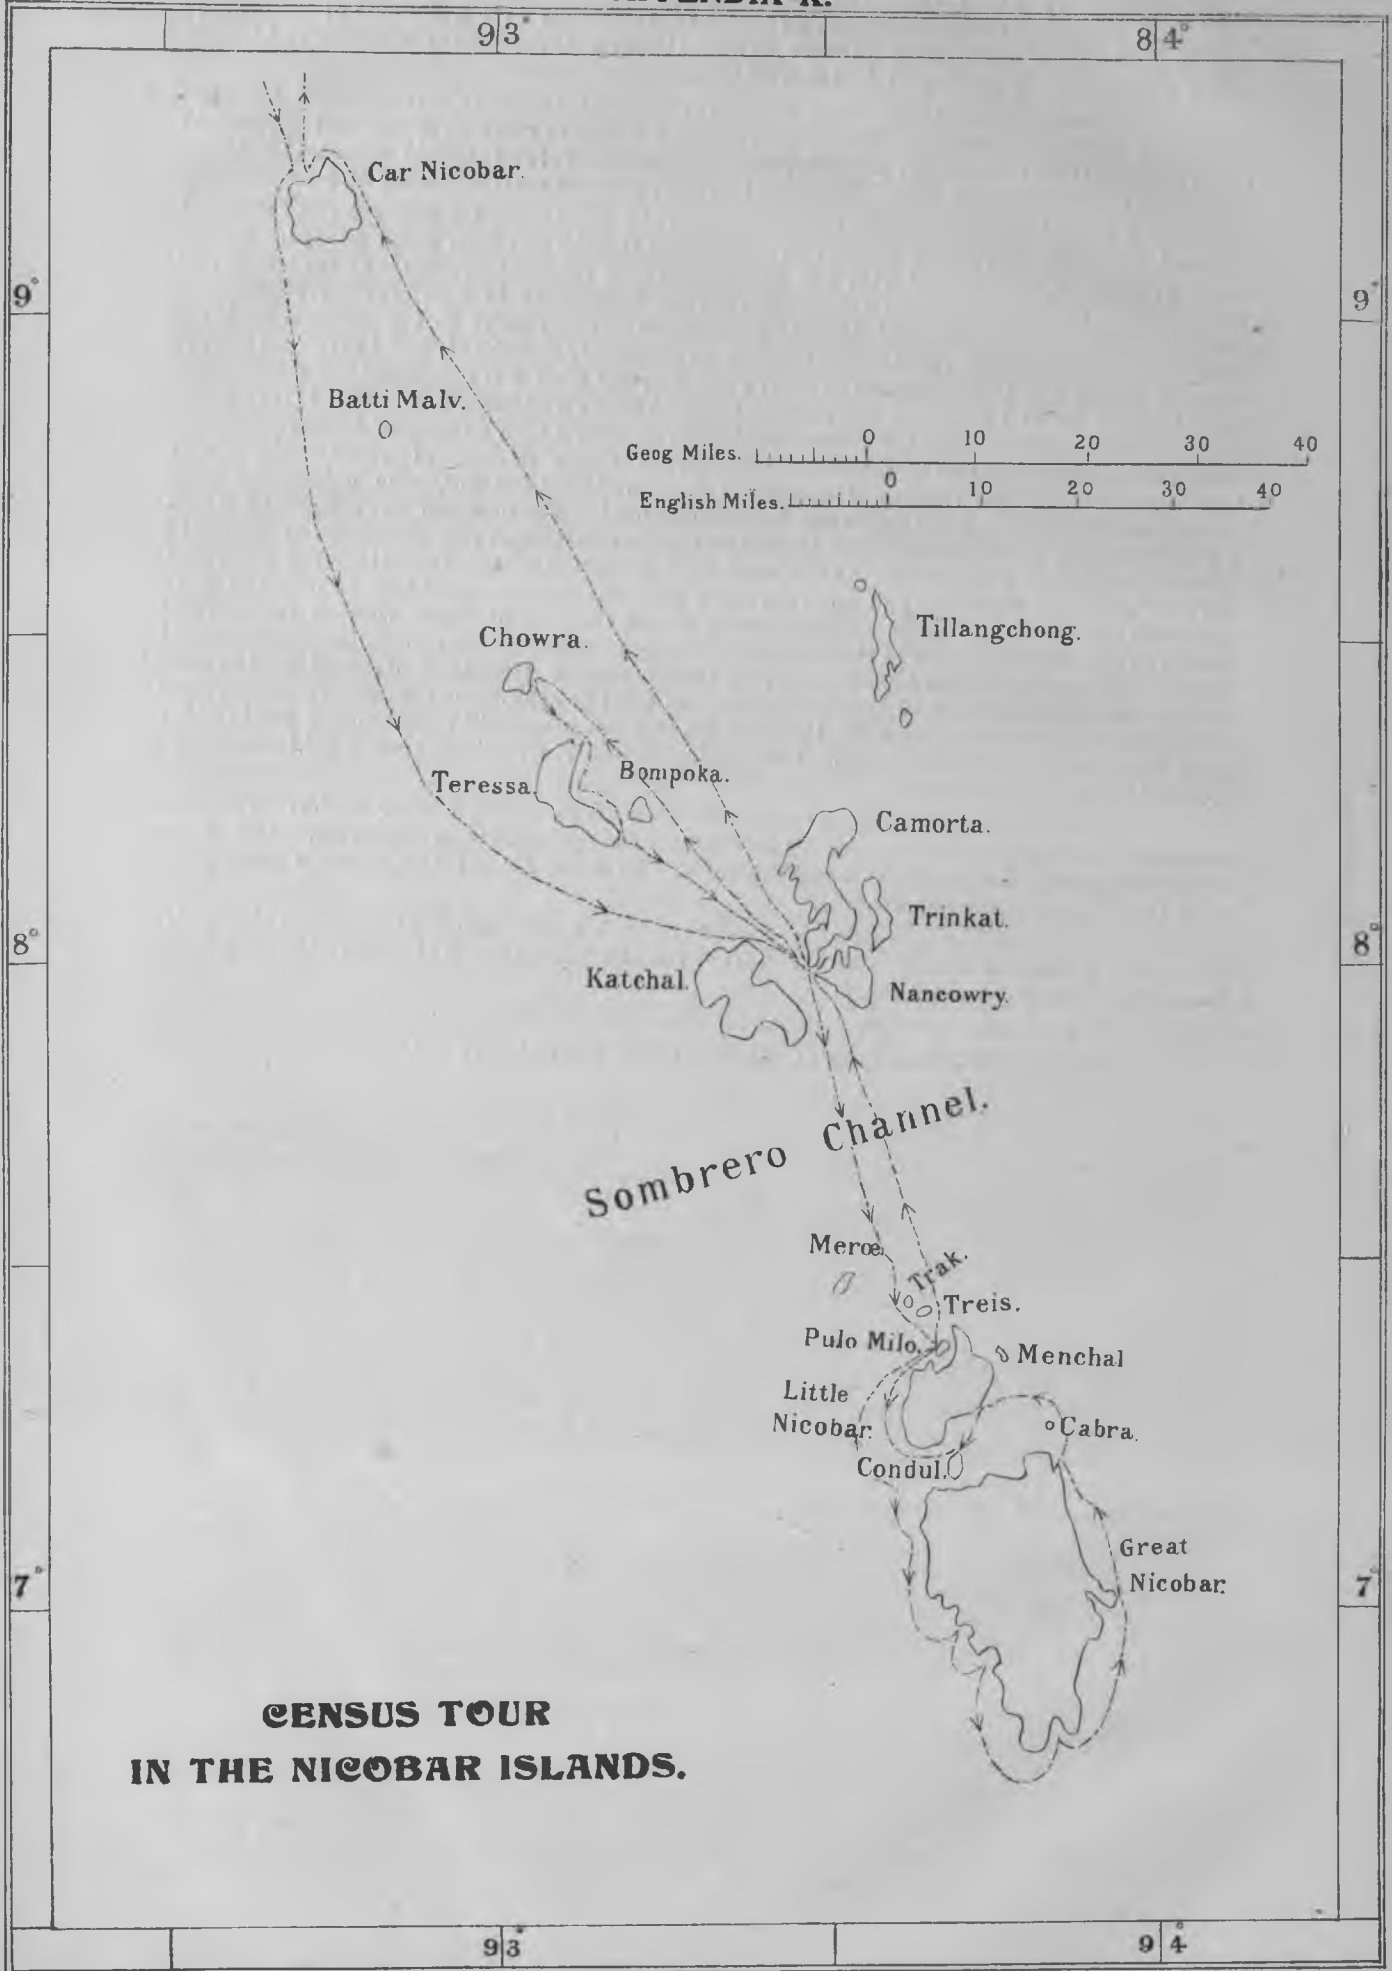 APPENDIX-K.
93°
84°
Car Nicobar.
9°
9°
Batti Malv.
0 10 20 30 40
Geog Miles.
0 10 20 30 40
English Miles.
Tillangchong.
Chowra.
Bompoka.
Teressa.
Camorta.
Trinkat.
8°
8°
Katchal.
Nancowry.
Sombrero Channel.
Meroe.
Trak.
Treis.
Pulo Milo.
Menchal
Little
Nicobar.
Cabra.
Condul.
Great
Nicobar.
7°
7°
CENSUS TOUR
IN THE NICOBAR ISLANDS.
93°
94°